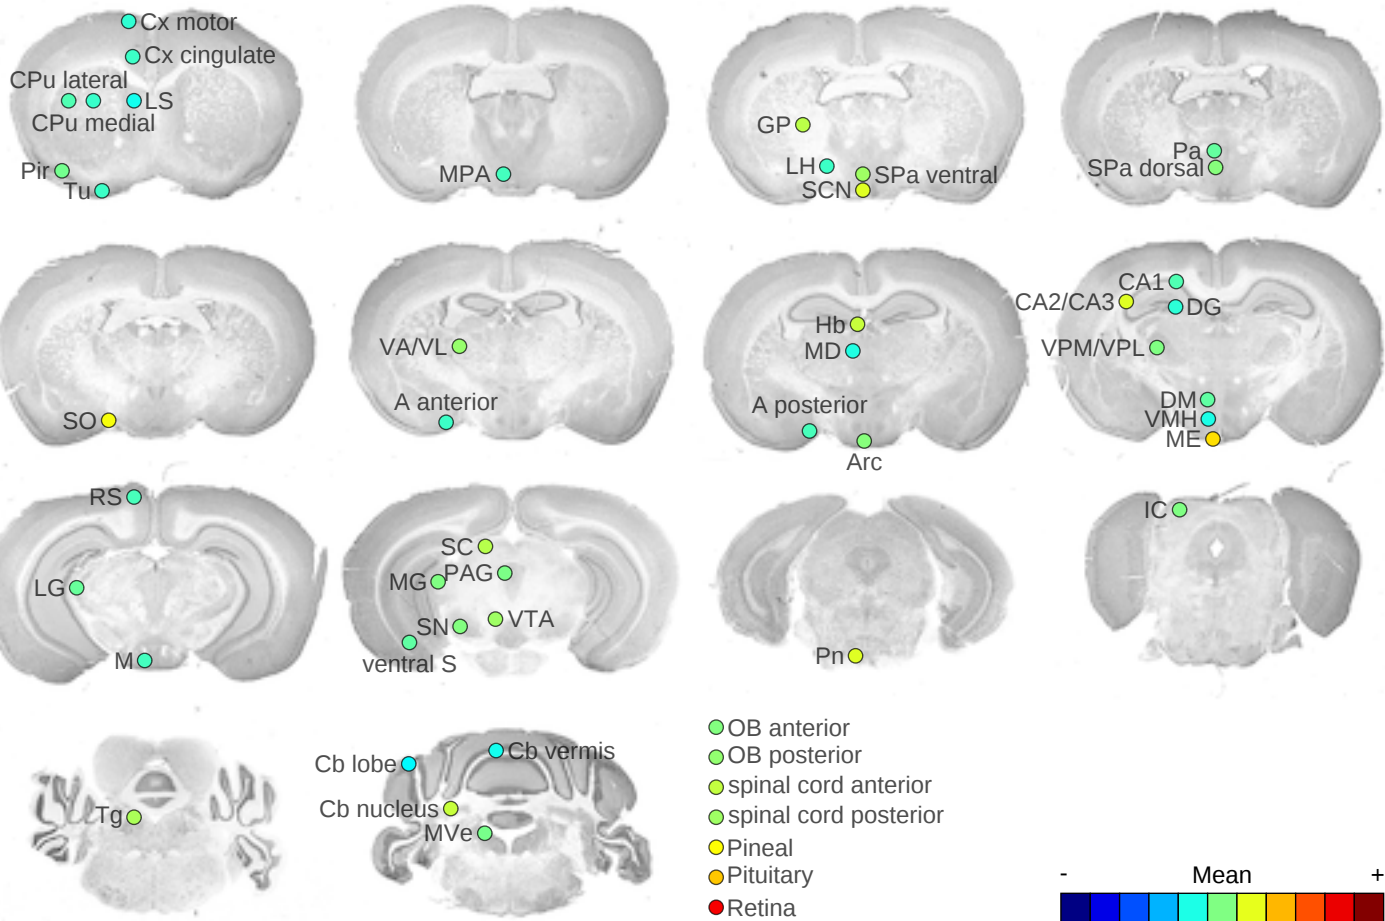 Cx motor
Cx cingulate
CPu lateral
LS
CPu medial
Pir
Tu
MPA
GP
LH
SPa ventral
SCN
Pa
SPa dorsal
SO
VA/VL
A anterior
Hb
MD
A posterior
Arc
CA1
CA2/CA3
DG
VPM/VPL
DM
VMH
ME
RS
LG
M
SC
MG
PAG
SN
VTA
ventral S
Pn
IC
Tg
Cb lobe
Cb vermis
Cb nucleus
MVe
OB anterior
OB posterior
spinal cord anterior
spinal cord posterior
Pineal
Pituitary
Retina
- Mean +